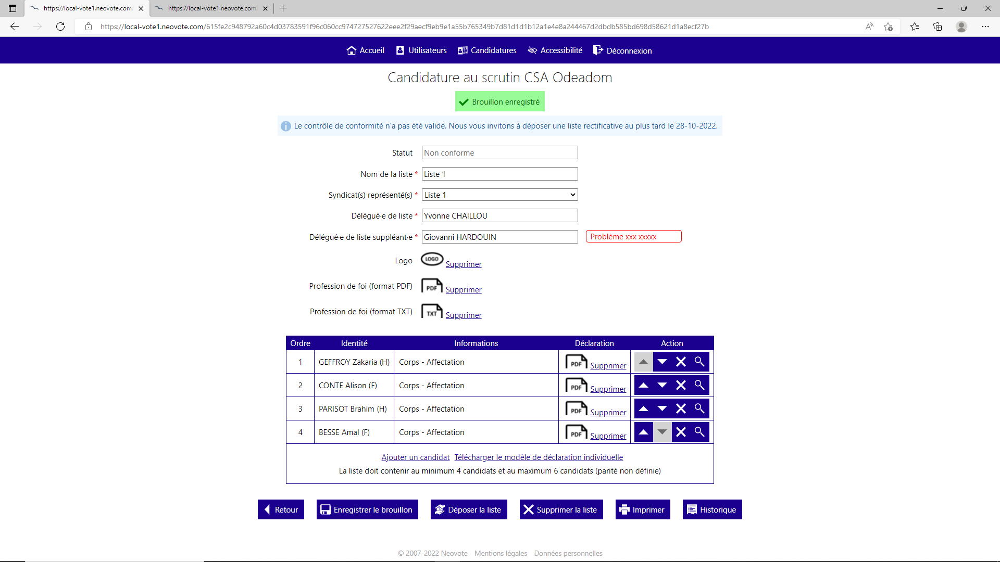 https://local-vote1.neovote.com/
https://local-vote1.neovote.com/
https://local-vote1.neovote.com/615fe2c948792a60c4d03783591f96c060cc974727527622eee2f29aecf9eb9e1a55b765349b7d81d1d1b12a1e4e8a244467d2dbdb585bd698d58621d1a8ecf27b
Accueil Utilisateurs Candidatures Accessibilité Déconnexion
Candidature au scrutin CSA Odeadom
Brouillon enregistré
Le contrôle de conformité n’a pas été validé. Nous vous invitons à déposer une liste rectificative au plus tard le 28-10-2022.
Statut Non conforme
Nom de la liste * Liste 1
Syndicat(s) représenté(s) * Liste 1
Délégué·e de liste * Yvonne CHAILLOU
Délégué·e de liste suppléant·e * Giovanni HARDOUIN Problème xxx xxxxx
Logo LOGO Supprimer
Profession de foi (format PDF) PDF Supprimer
Profession de foi (format TXT) TXT Supprimer
Ordre Identité Informations Déclaration Action
1 GEFFROY Zakaria (H) Corps - Affectation PDF Supprimer
2 CONTE Alison (F) Corps - Affectation PDF Supprimer
3 PARISOT Brahim (H) Corps - Affectation PDF Supprimer
4 BESSE Amal (F) Corps - Affectation PDF Supprimer
Ajouter un candidat Télécharger le modèle de déclaration individuelle
La liste doit contenir au minimum 4 candidats et au maximum 6 candidats (parité non définie)
Retour Enregistrer le brouillon Déposer la liste Supprimer la liste Imprimer Historique
© 2007-2022 Neovote Mentions légales Données personnelles